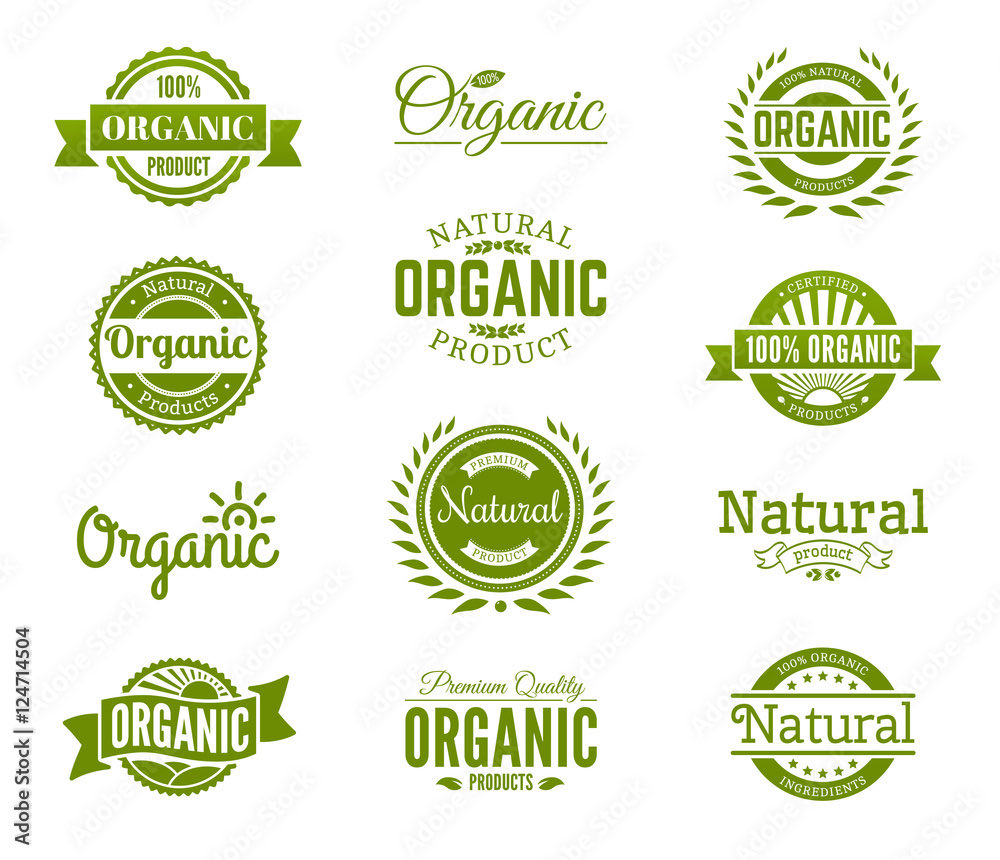 100%
ORGANIC
PRODUCT
100%
Organic
100% NATURAL
ORGANIC
PRODUCTS
Natural
Organic
Products
NATURAL
ORGANIC
PRODUCT
CERTIFIED
100% ORGANIC
PRODUCTS
Organic
PREMIUM
Natural
PRODUCT
Natural
product
ORGANIC
Premium Quality
ORGANIC
PRODUCTS
100% ORGANIC
Natural
INGREDIENTS
Adobe Stock | #124714504